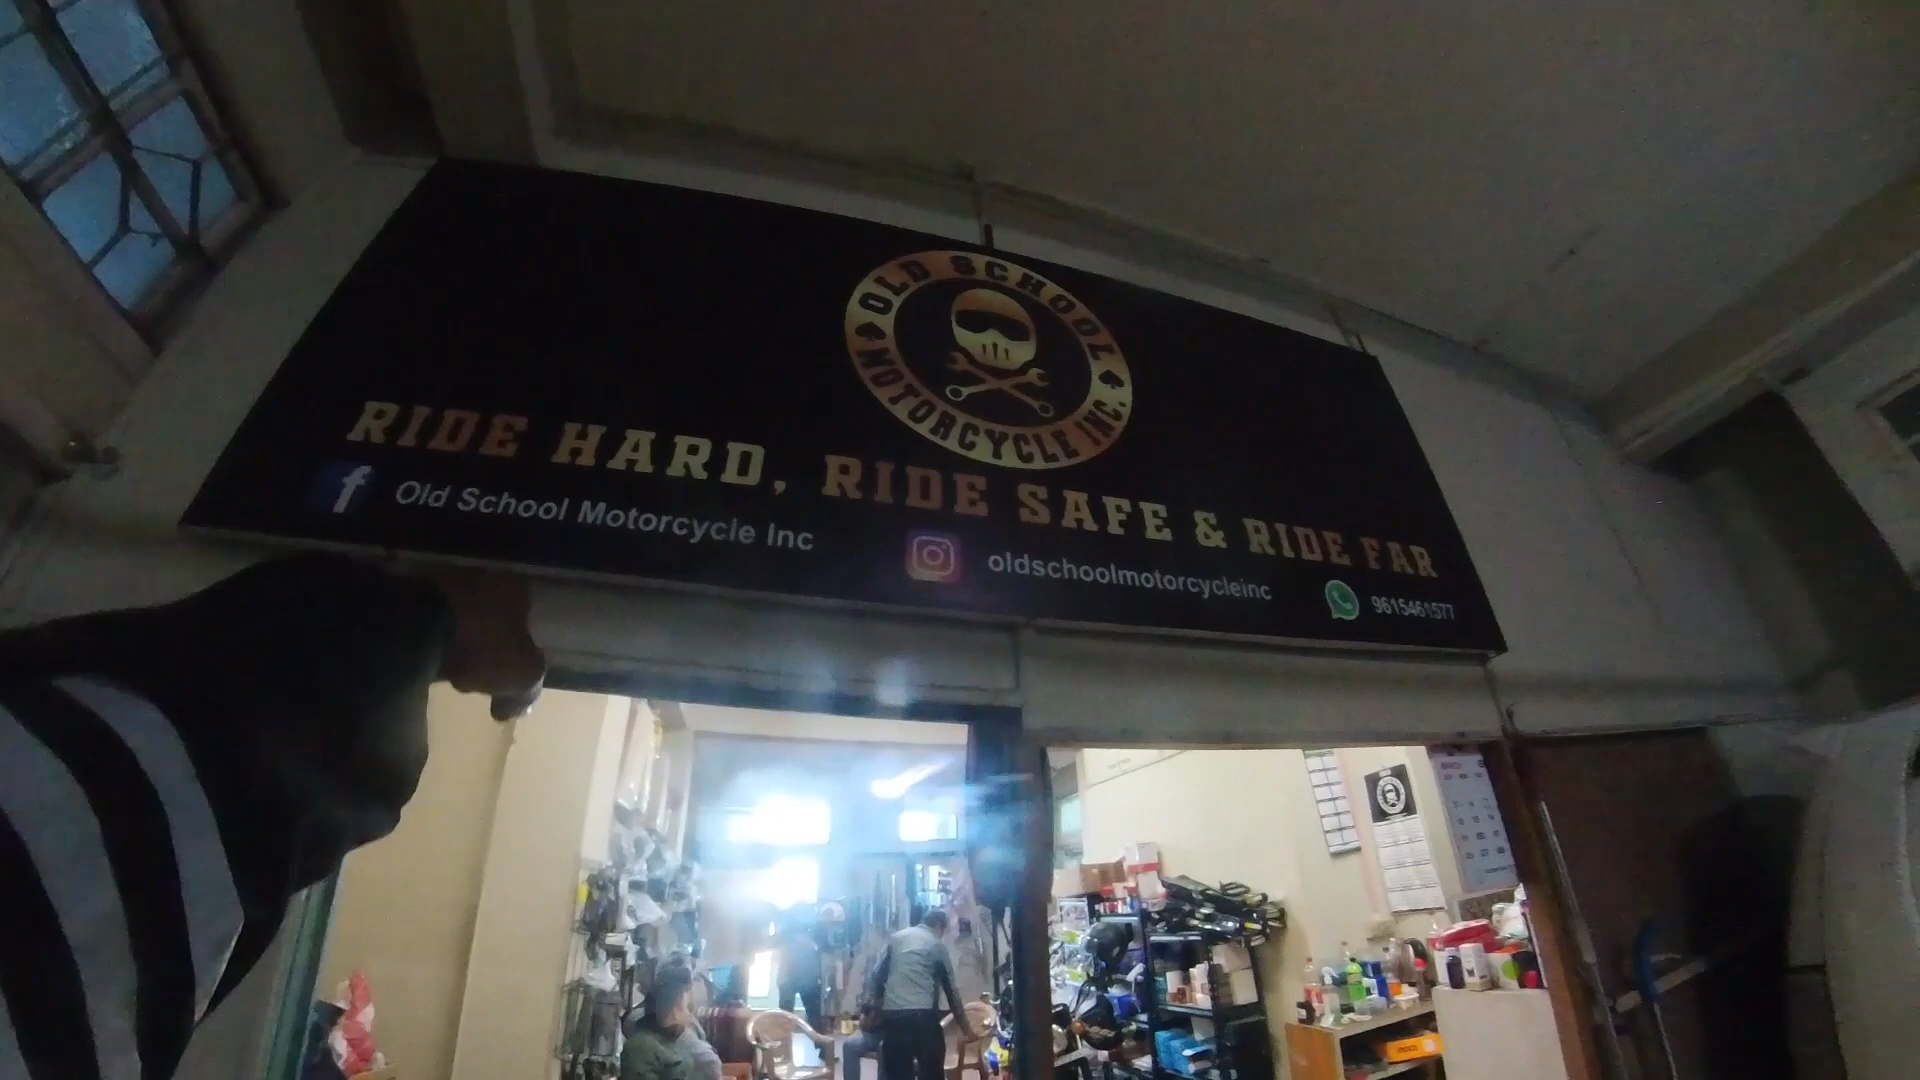 OLD SCHOOL
MOTORCYCLE INC.
RIDE HARD, RIDE SAFE & RIDE FAR
Old School Motorcycle Inc
oldschoolmotorcycleinc
9615461577